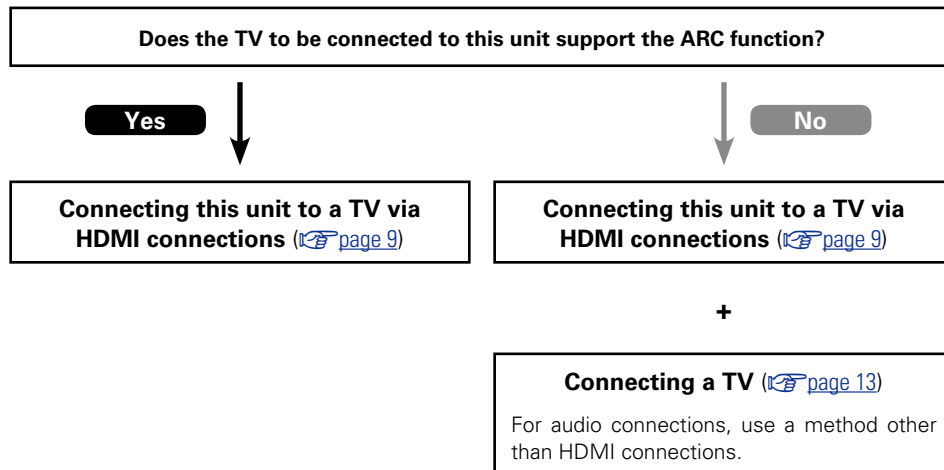 Does the TV to be connected to this unit support the ARC function?
Yes
No
Connecting this unit to a TV via
HDMI connections (page 9)
Connecting this unit to a TV via
HDMI connections (page 9)
+
Connecting a TV (page 13)
For audio connections, use a method other
than HDMI connections.